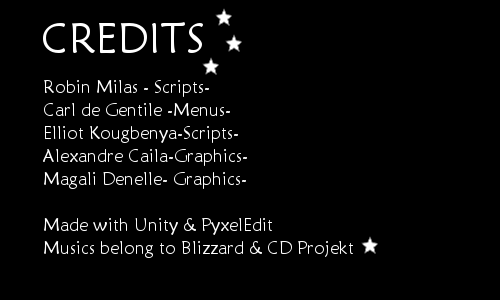 CREDITS
Robin Milas - Scripts-
Carl de Gentile -Menus-
Elliot Kougbenya-Scripts-
Alexandre Caila-Graphics-
Magali Denelle- Graphics-
Made with Unity & PyxelEdit
Musics belong to Blizzard & CD Projekt